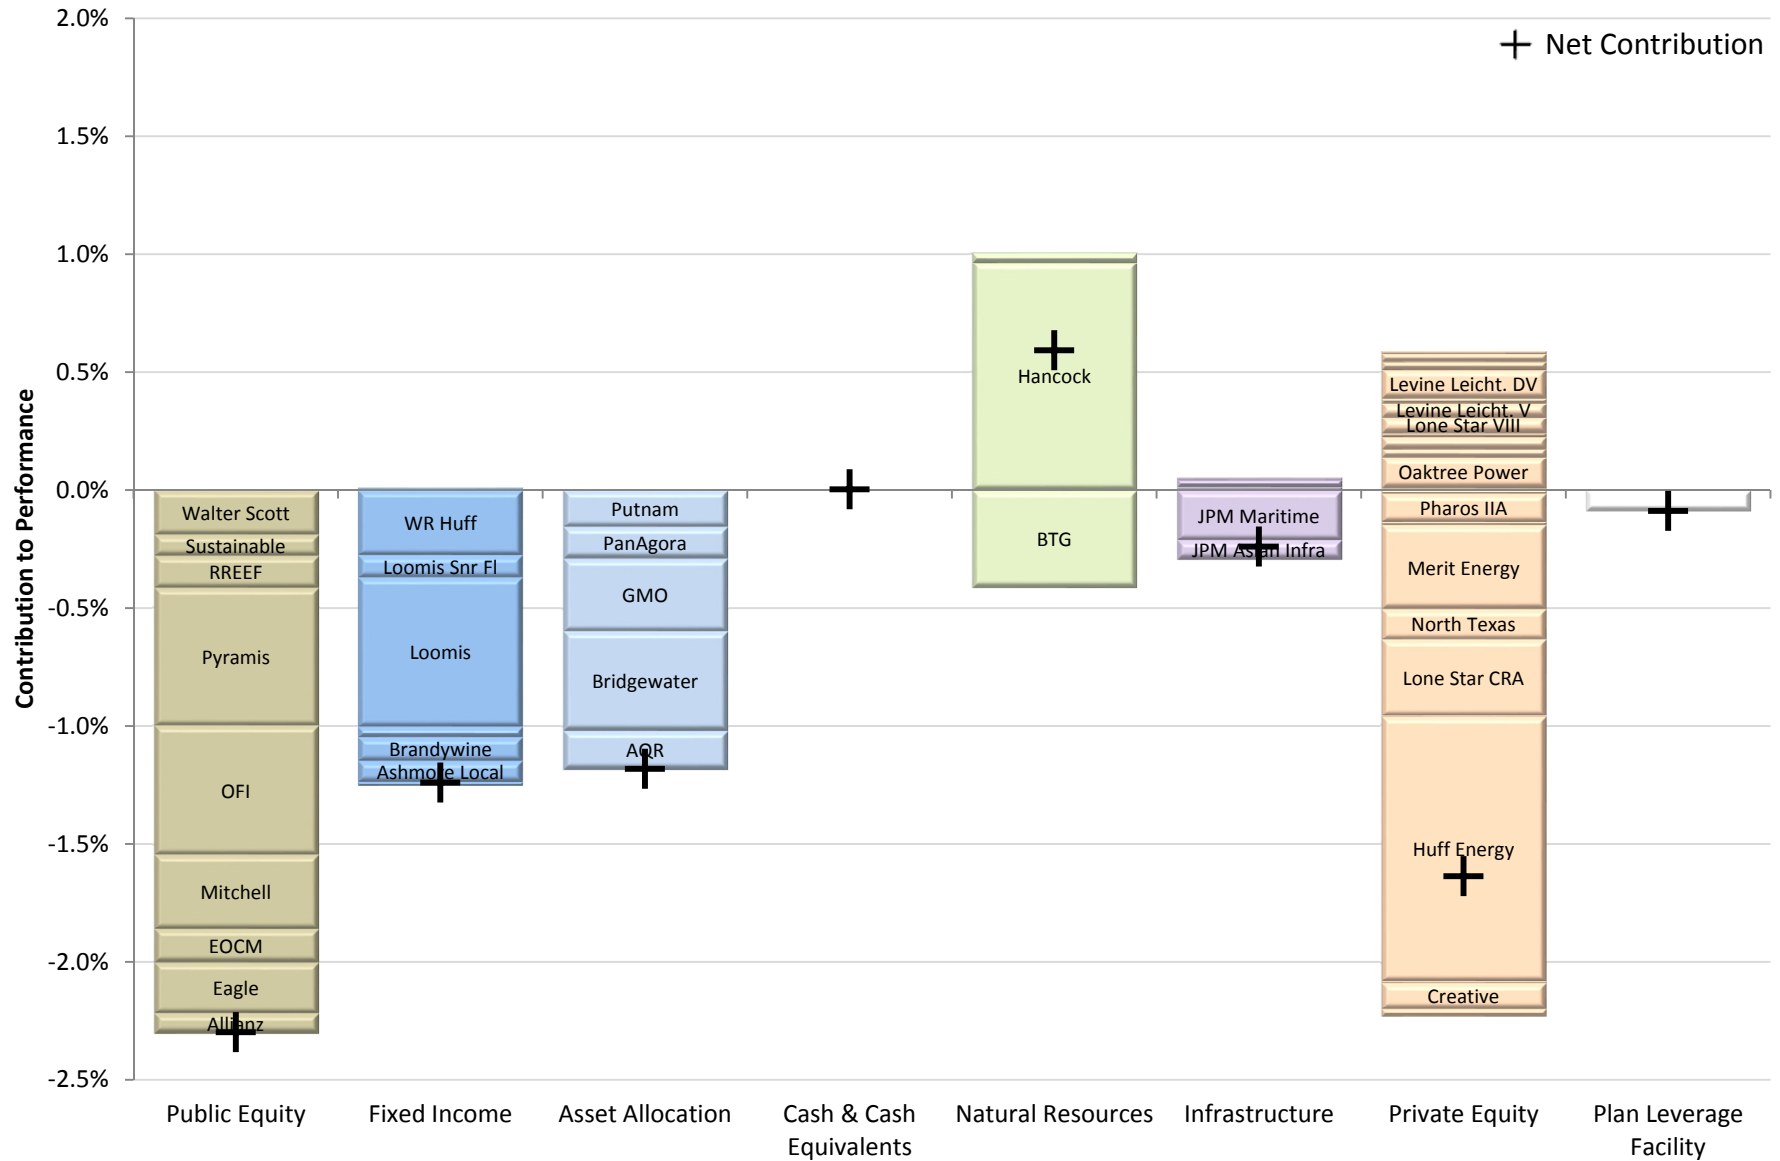 2.0%
Net Contribution
1.5%
1.0%
0.5%
0.0%
-0.5%
-1.0%
-1.5%
-2.0%
-2.5%
Contribution to Performance
Walter Scott
Sustainable
RREEF
Pyramis
OFI
Mitchell
EOCM
Eagle
Allianz
WR Huff
Loomis Snr Fl
Loomis
Brandywine
Ashmore Local
Putnam
PanAgora
GMO
Bridgewater
AQR
Hancock
BTG
JPM Maritime
JPM Asian Infra
Levine Leicht. DV
Levine Leicht. V
Lone Star VIII
Oaktree Power
Pharos IIA
Merit Energy
North Texas
Lone Star CRA
Huff Energy
Creative
Public Equity
Fixed Income
Asset Allocation
Cash & Cash
Equivalents
Natural Resources
Infrastructure
Private Equity
Plan Leverage
Facility